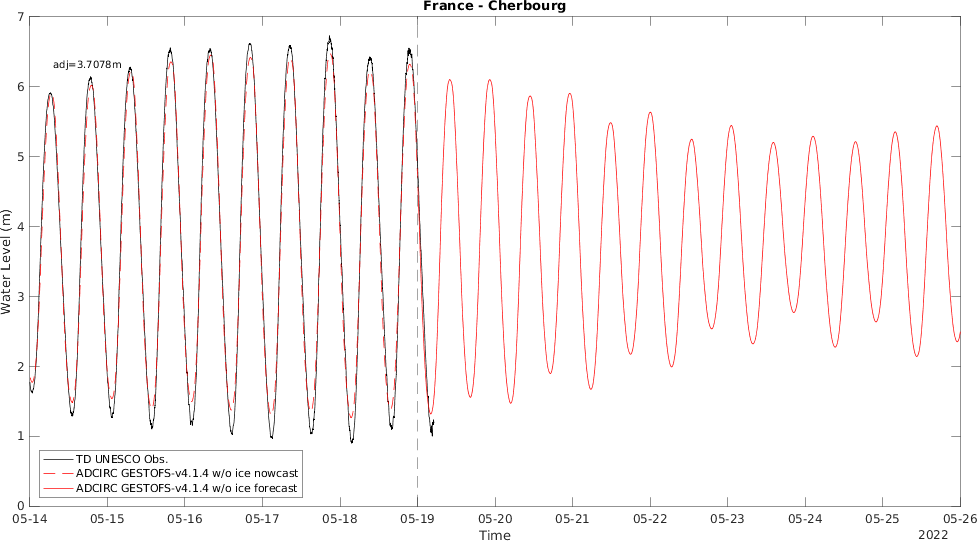 France - Cherbourg
7
6
5
4
3
2
1
0
Water Level (m)
adj=3.7078m
TD UNESCO Obs.
ADCIRC GESTOFS-v4.1.4 w/o ice nowcast
ADCIRC GESTOFS-v4.1.4 w/o ice forecast
05-14 05-15 05-16 05-17 05-18 05-19 05-20 05-21 05-22 05-23 05-24 05-25 05-26
Time
2022